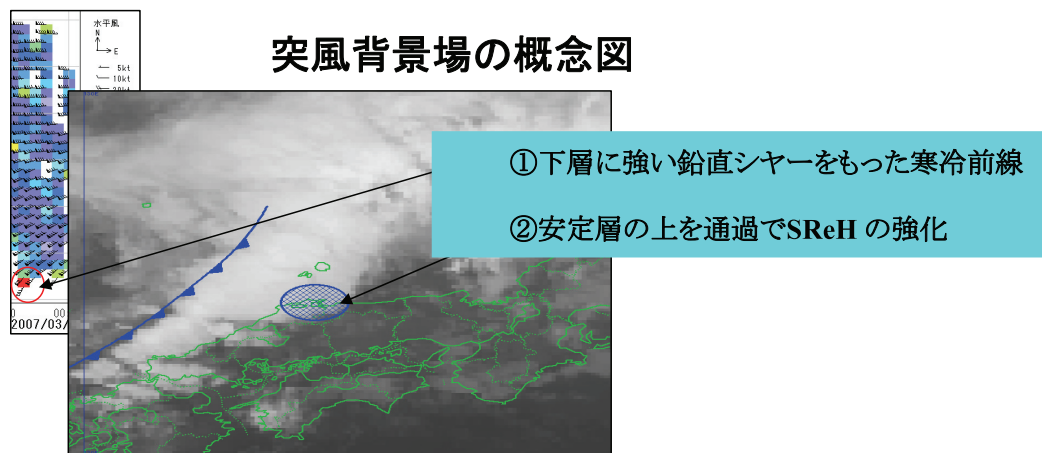 突風背景場の概念図
水平風
N
E
5kt
10kt
①下層に強い鉛直シヤーをもった寒冷前線
②安定層の上を通過でSReH の強化
00
2007/03/